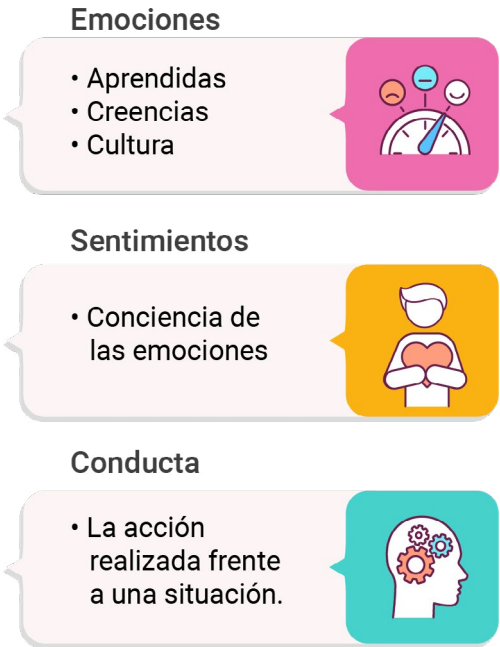 Emociones
• Aprendidas
• Creencias
• Cultura
Sentimientos
• Conciencia de
las emociones
Conducta
• La acción
realizada frente
a una situación.